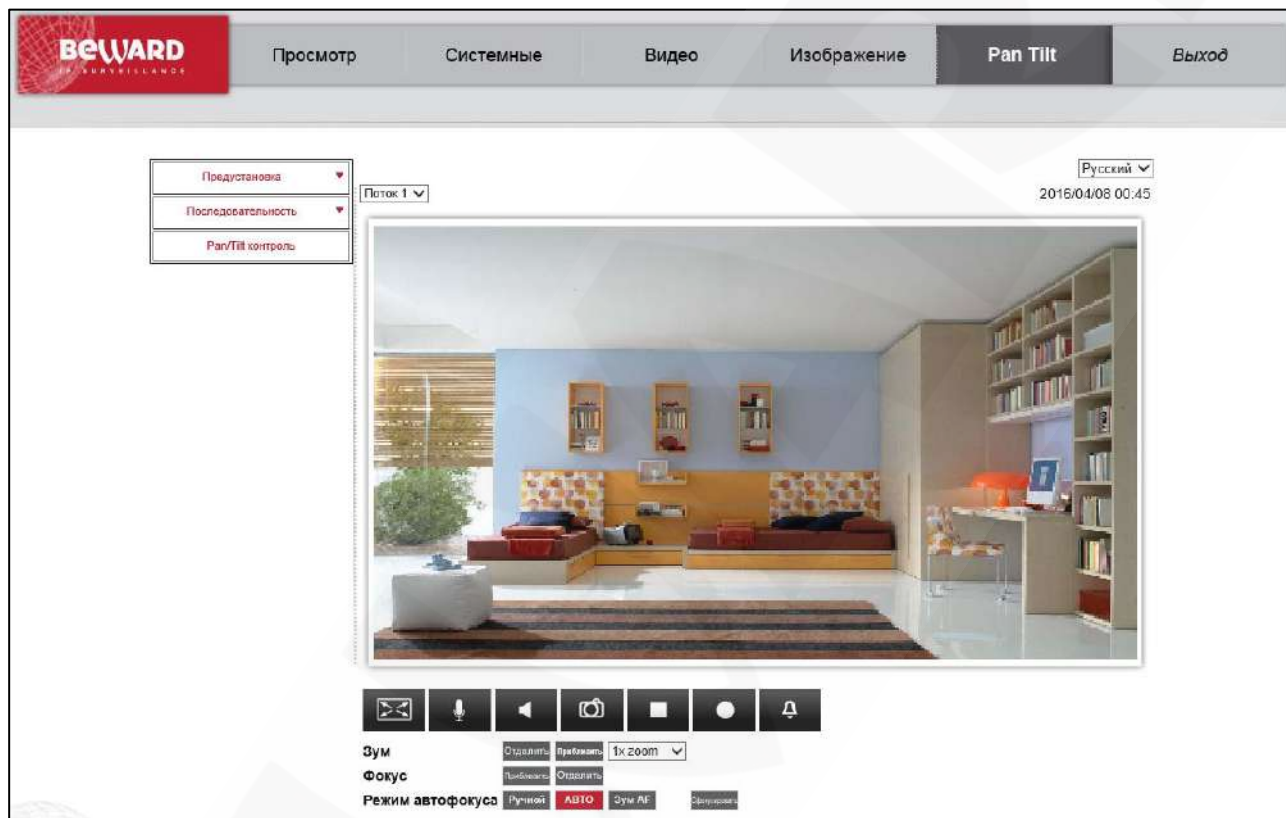 BEWARD
IP SURVEILLANCE
Просмотр
Системные
Видео
Изображение
Pan Tilt
Выход
Предустановка
Последовательность
Pan/Tilt контроль
Русский
Поток 1
2016/04/08 00:45
Зум Отдалить Приблизить 1x zoom
Фокус Приблизить Отдалить
Режим автофокуса Ручной АВТО Зум AF